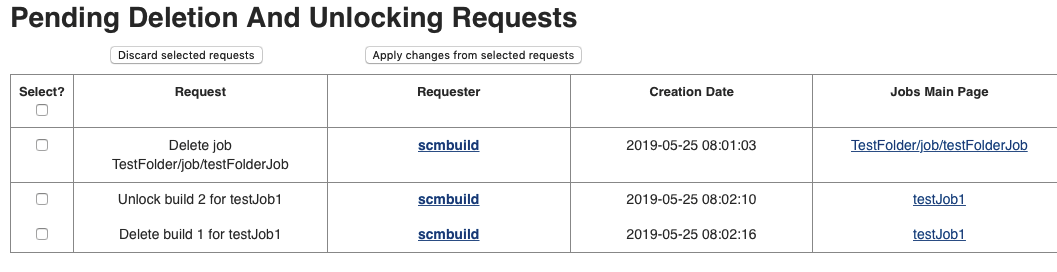 Pending Deletion And Unlocking Requests
Discard selected requests Apply changes from selected requests
Select? Request Requester Creation Date Jobs Main Page
Delete job scmbuild 2019-05-25 08:01:03 TestFolder/job/testFolderJob
TestFolder/job/testFolderJob
Unlock build 2 for testJob1 scmbuild 2019-05-25 08:02:10 testJob1
Delete build 1 for testJob1 scmbuild 2019-05-25 08:02:16 testJob1